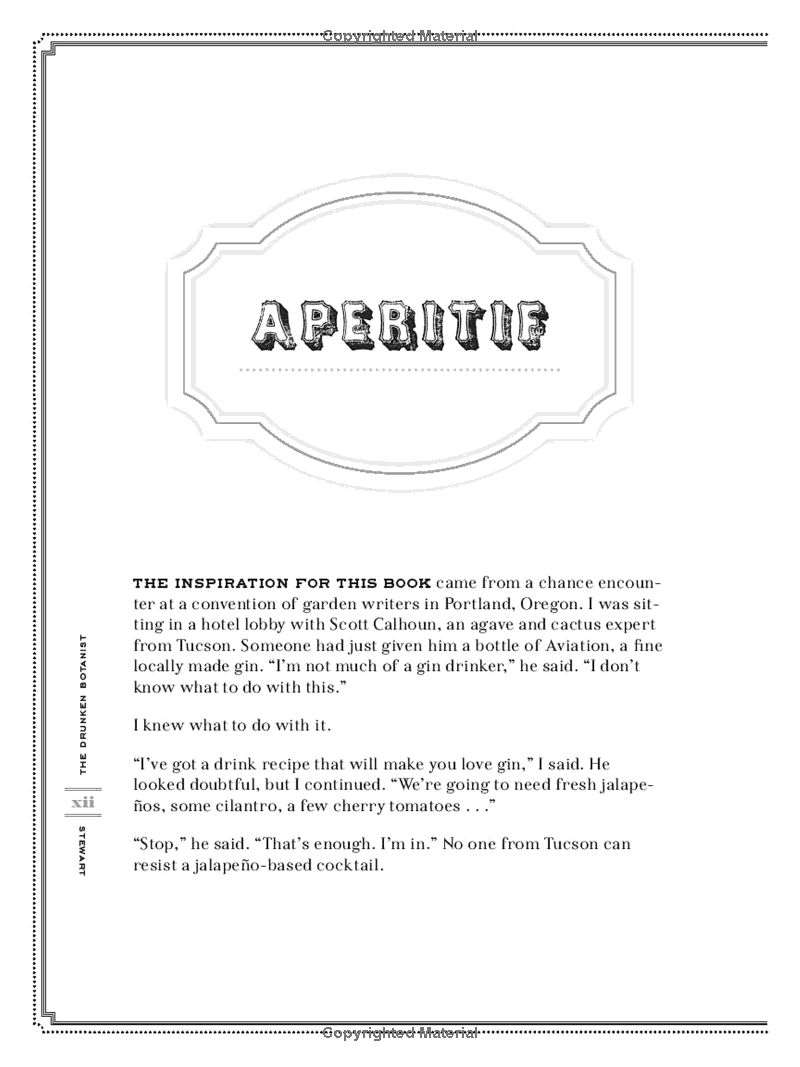 Copyrighted Material
APERITIF
THE INSPIRATION FOR THIS BOOK came from a chance encoun-
ter at a convention of garden writers in Portland, Oregon. I was sit-
ting in a hotel lobby with Scott Calhoun, an agave and cactus expert
from Tucson. Someone had just given him a bottle of Aviation, a fine
locally made gin. “I’m not much of a gin drinker,” he said. “I don’t
know what to do with this.”
I knew what to do with it.
“I’ve got a drink recipe that will make you love gin,” I said. He
looked doubtful, but I continued. “We’re going to need fresh jalape-
ños, some cilantro, a few cherry tomatoes . . .”
“Stop,” he said. “That’s enough. I’m in.” No one from Tucson can
resist a jalapeño-based cocktail.
THE DRUNKEN BOTANIST
xii
STEWART
Copyrighted Material